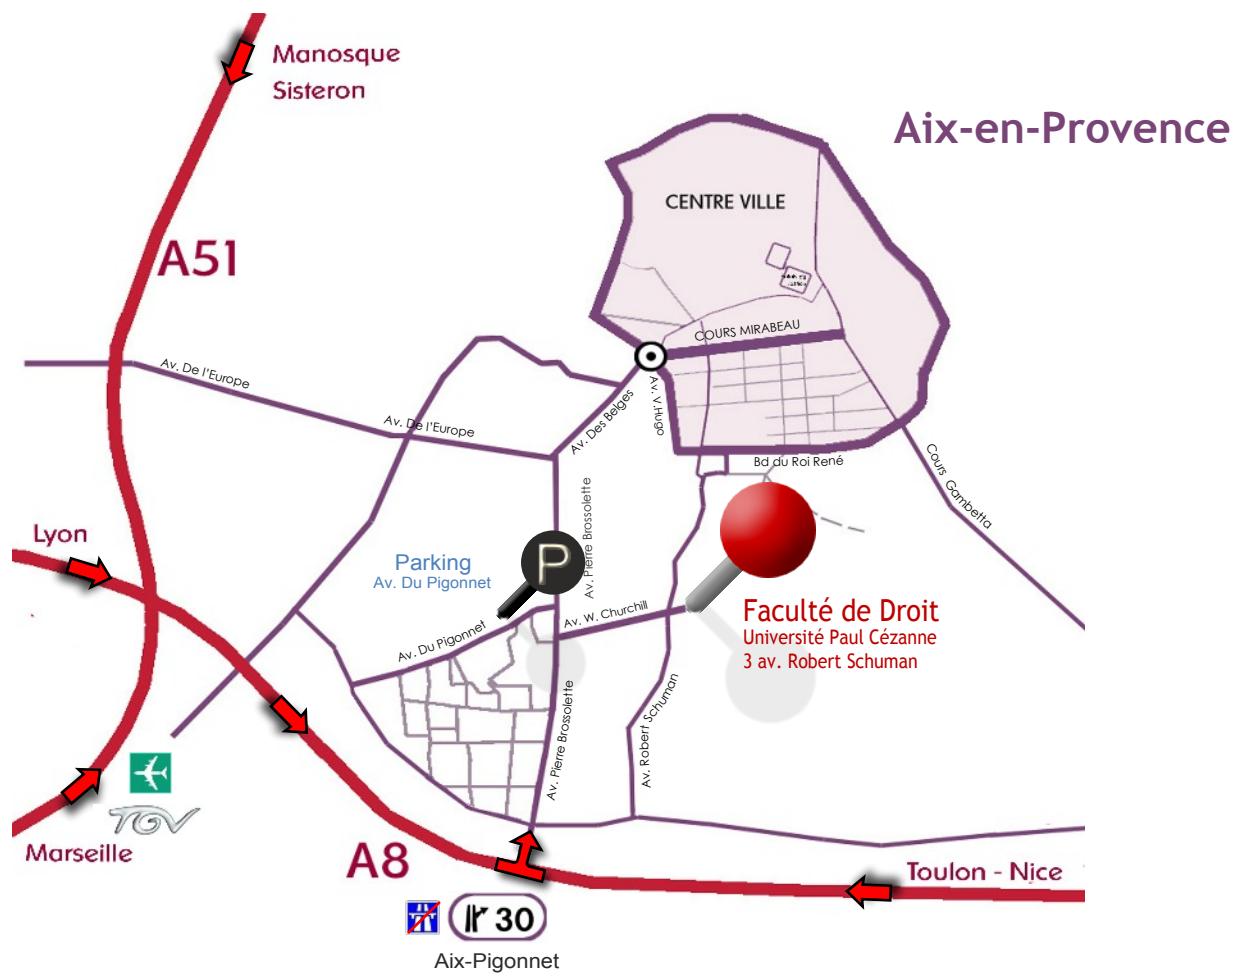 Manosque
Sisteron
Aix-en-Provence
CENTRE VILLE
A51
COURS MIRABEAU
Av. De l'Europe
Av. De l'Europe
Av. Des Belges
Av. V.Hugo
Bd du Roi René
Cours Gambetta
Av. Pierre Brossolette
Lyon
Parking
Av. Du Pigonnet
P
Av. W. Churchill
Av. Du Pigonnet
Faculté de Droit
Université Paul Cézanne
3 av. Robert Schuman
Av. Robert Schuman
Av. Pierre Brossolette
TGV
Marseille
A8
Toulon - Nice
30
Aix-Pigonnet